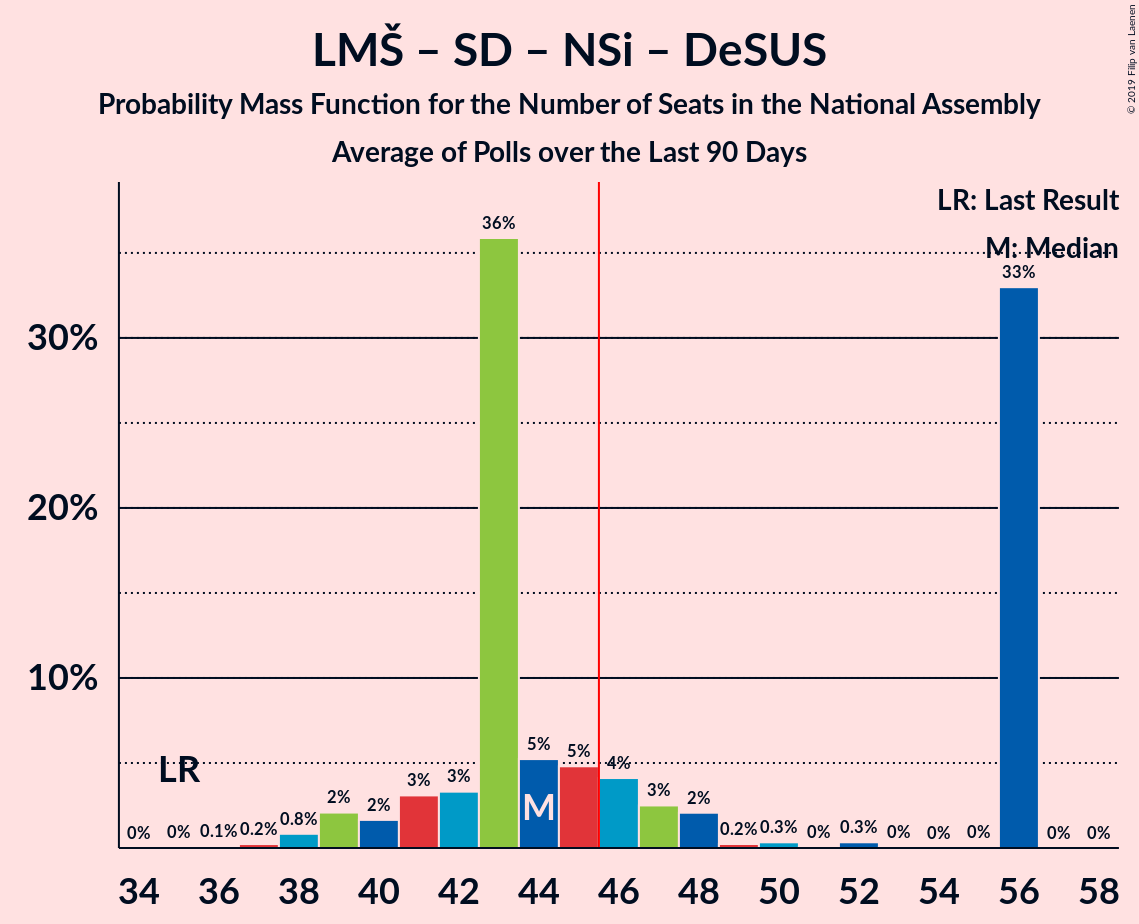 LMŠ – SD – NSi – DeSUS
Probability Mass Function for the Number of Seats in the National Assembly
Average of Polls over the Last 90 Days
© 2019 Filip van Laenen
LR: Last Result
M: Median
30%
20%
10%
LR
M
0% 0% 0.1% 0.2% 0.8% 2% 2% 3% 3% 36% 5% 5% 4% 3% 2% 0.2% 0.3% 0% 0.3% 0% 0% 0% 33% 0% 0%
34 36 38 40 42 44 46 48 50 52 54 56 58